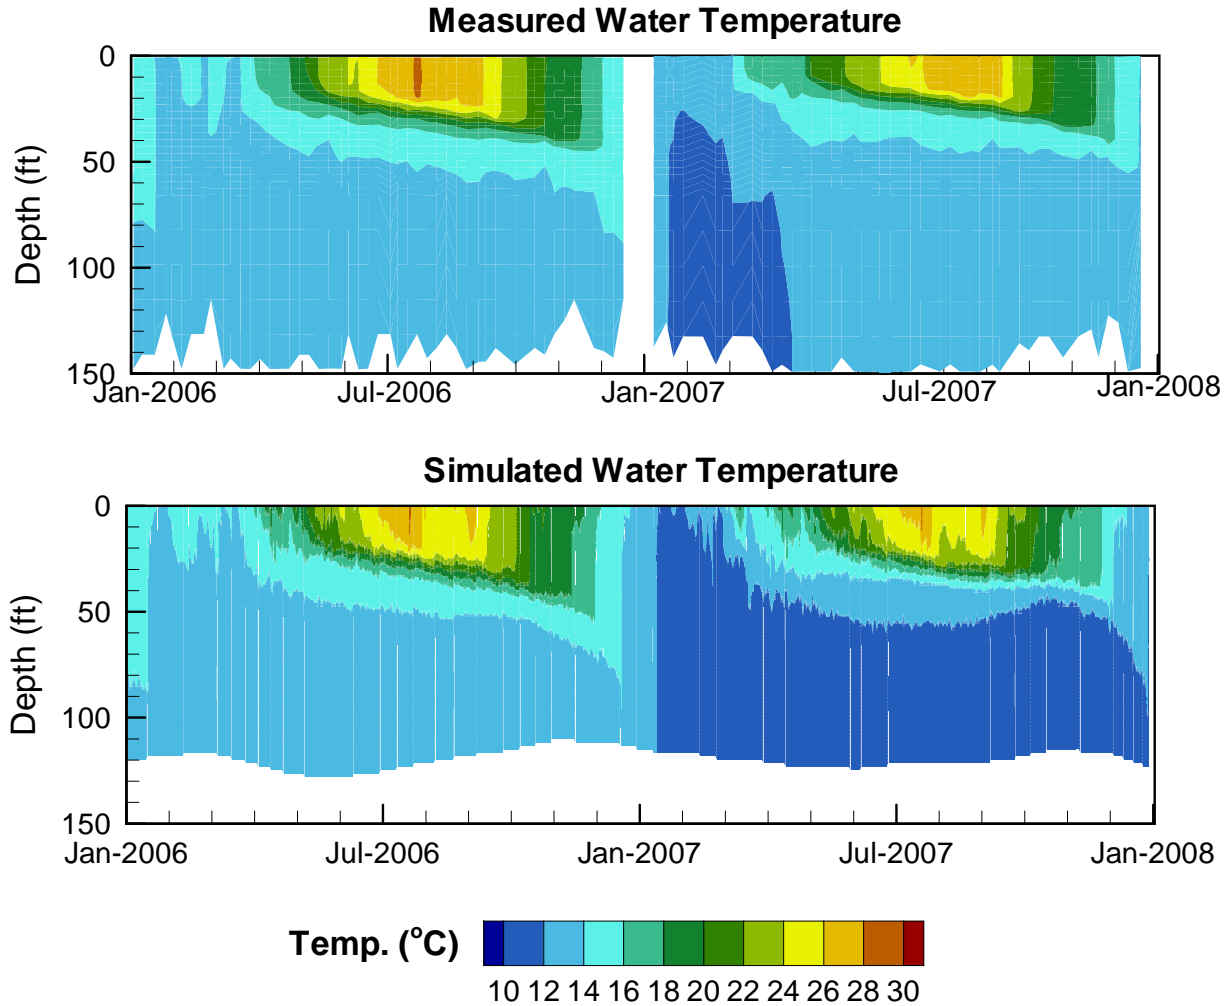 Measured Water Temperature
0
50
100
150
Depth (ft)
Jan-2006 Jul-2006 Jan-2007 Jul-2007 Jan-2008
Simulated Water Temperature
0
50
100
150
Depth (ft)
Jan-2006 Jul-2006 Jan-2007 Jul-2007 Jan-2008
Temp. (°C)
10 12 14 16 18 20 22 24 26 28 30